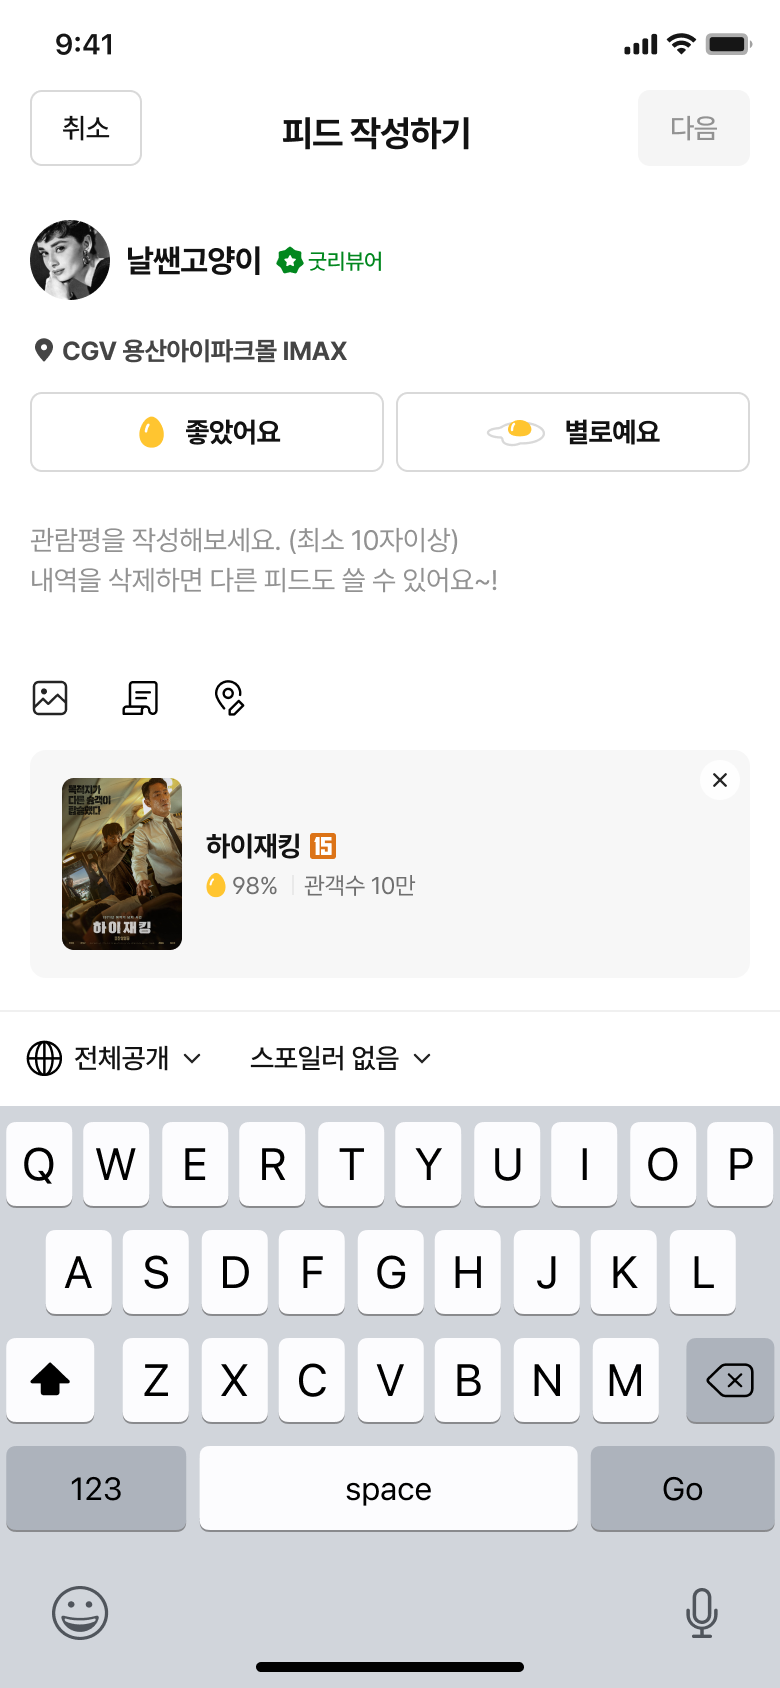 9:41
취소
피드 작성하기
다음
날쌘고양이
굿리뷰어
CGV 용산아이파크몰 IMAX
좋았어요
별로예요
관람평을 작성해보세요. (최소 10자이상)
내역을 삭제하면 다른 피드도 쓸 수 있어요~!
목적지가
다른 승객이
탑승했다
하이재킹
하이재킹 15
98% 관객수 10만
전체공개
스포일러 없음
Q W E R T Y U I O P
A S D F G H J K L
Z X C V B N M
123 space Go